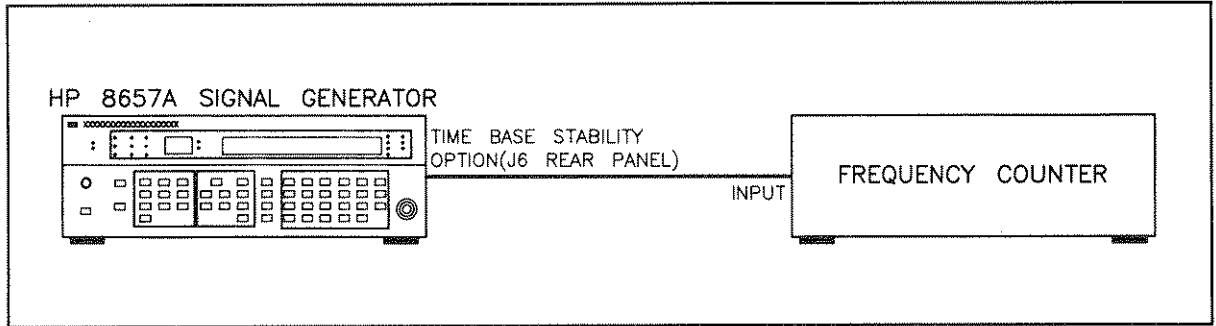 HP 8657A SIGNAL GENERATOR
TIME BASE STABILITY
OPTION(J6 REAR PANEL)
INPUT
FREQUENCY COUNTER